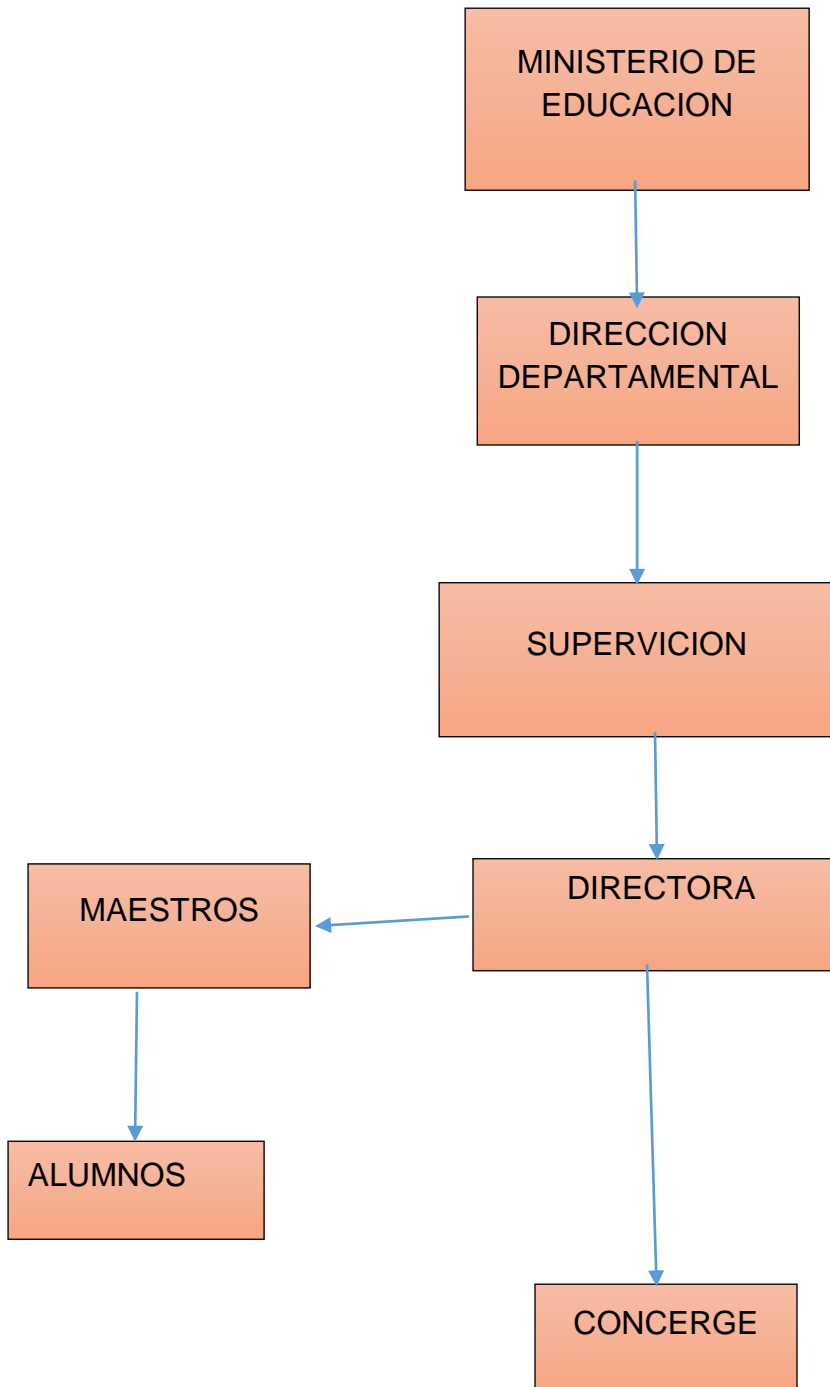 MINISTERIO DE
EDUCACION
DIRECCION
DEPARTAMENTAL
SUPERVICION
DIRECTORA
MAESTROS
ALUMNOS
CONCERGE